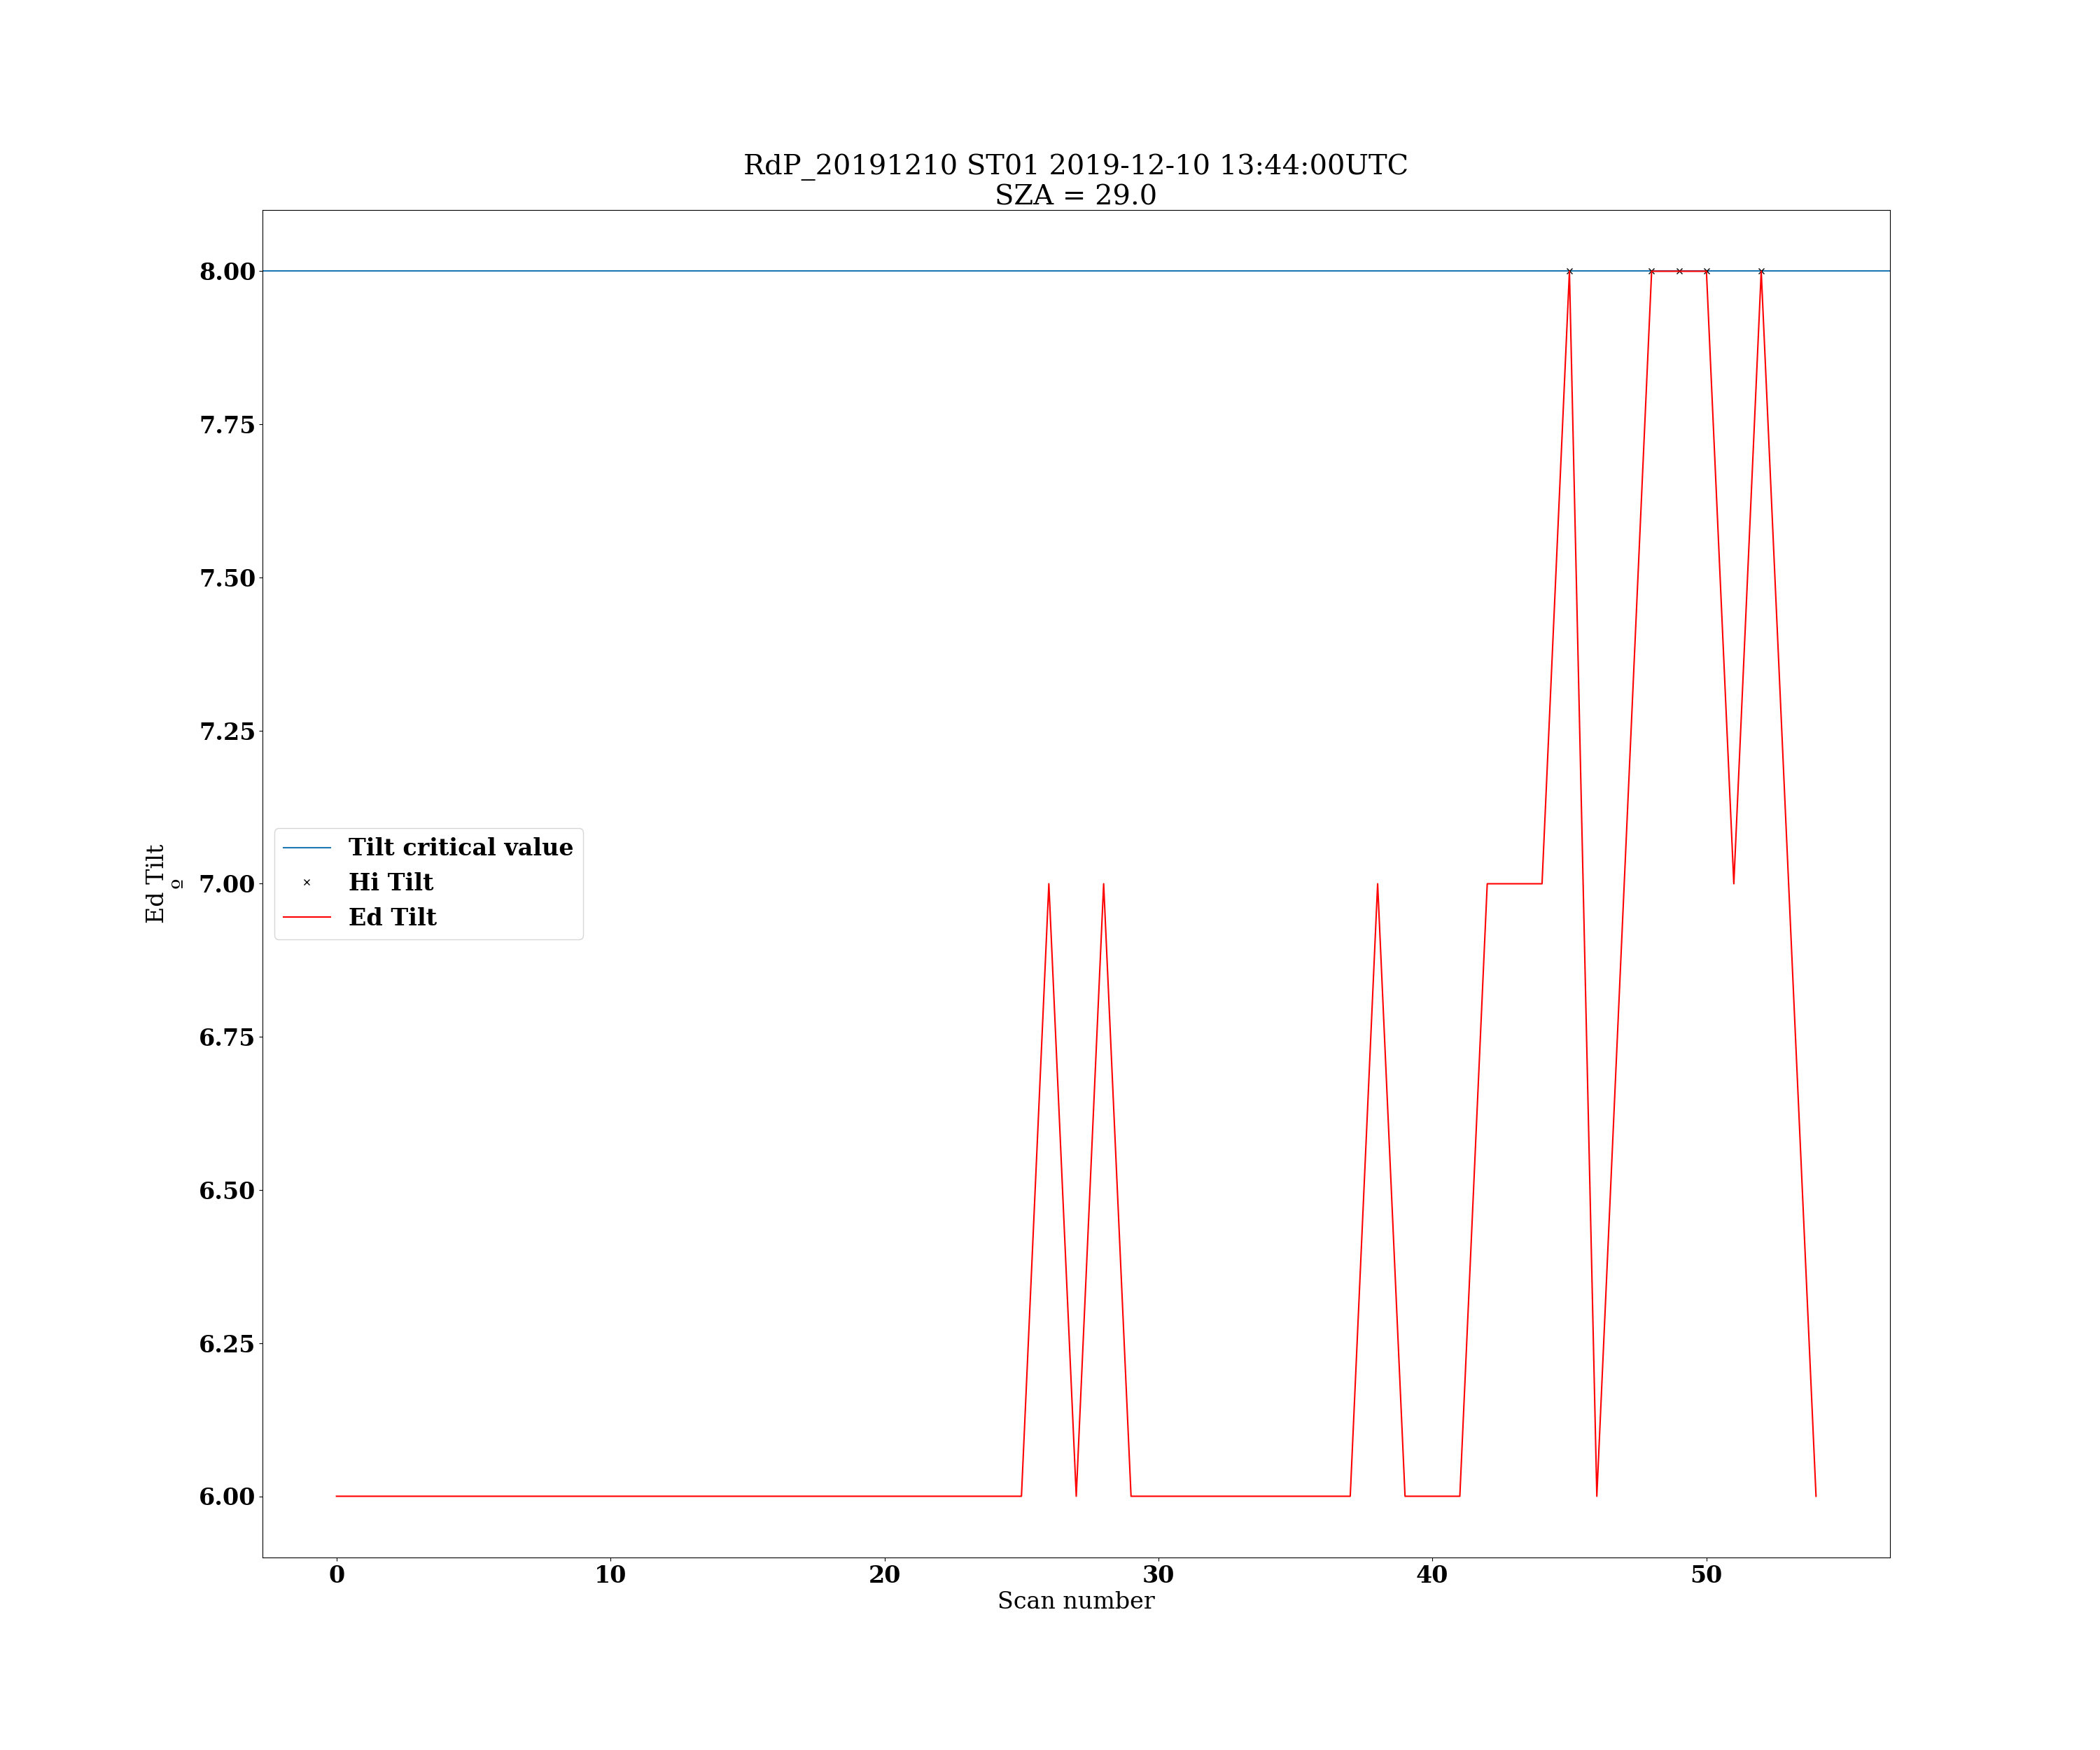 RdP_20191210 ST01 2019-12-10 13:44:00UTC
SZA = 29.0
8.00
7.75
7.50
7.25
7.00
6.75
6.50
6.25
6.00
Ed Tilt
º
Tilt critical value
Hi Tilt
Ed Tilt
0 10 20 30 40 50
Scan number